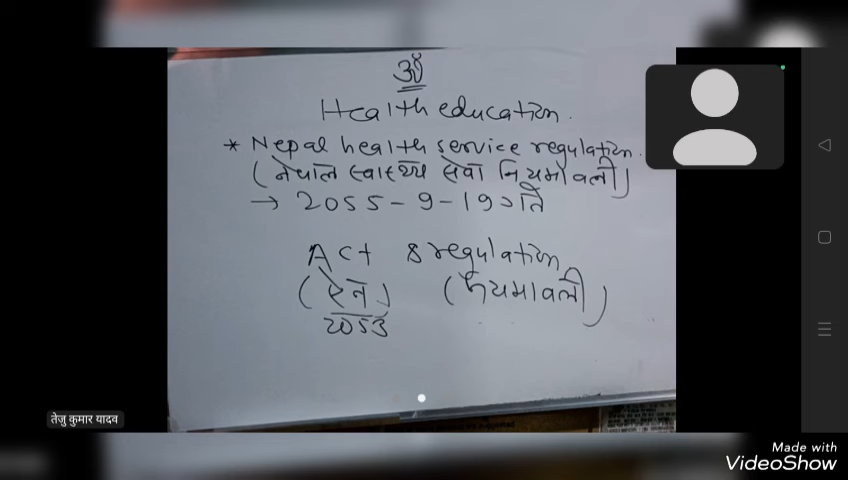 ॐ
Health education.
* Nepal health service regulation.
(नेपाल स्वास्थ्य सेवा नियमावली)
→ 2055-9-19 गते
Act & regulation
(ऐन) (नियमावली)
2053
तेजु कुमार यादव
Made with
VideoShow